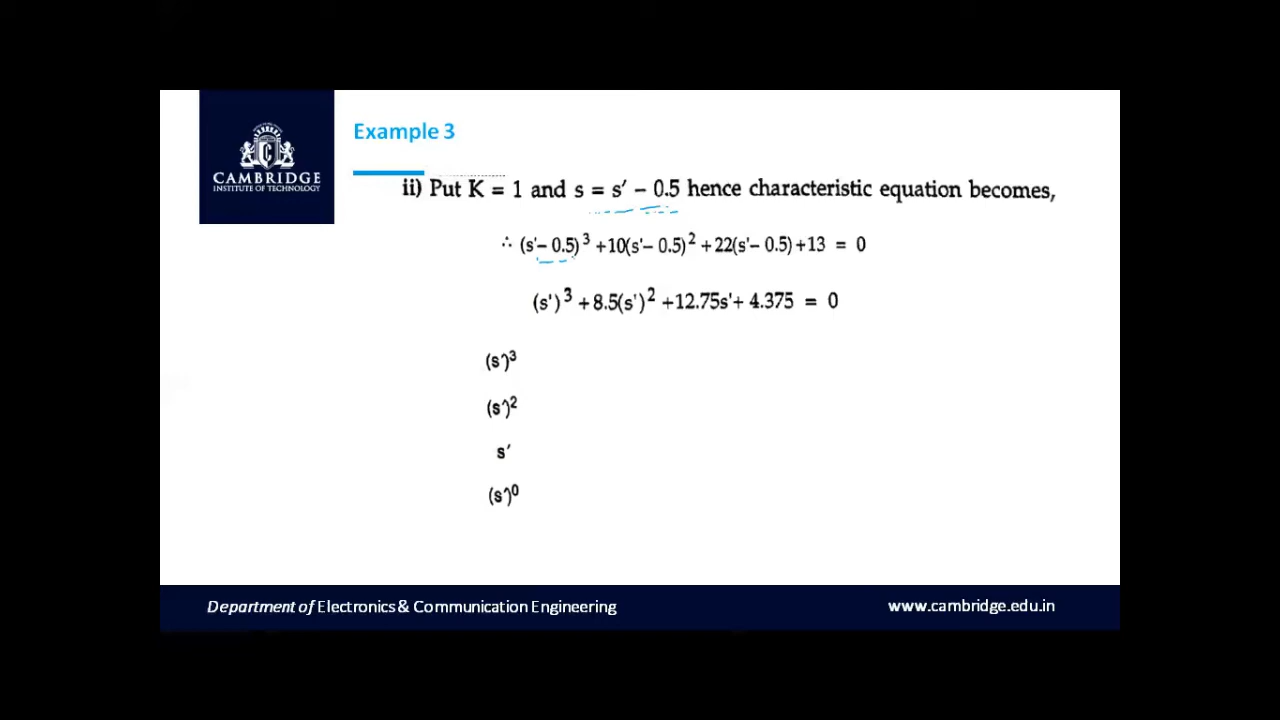 CAMBRIDGE
INSTITUTE OF TECHNOLOGY
Example 3
ii) Put K = 1 and s = s' − 0.5 hence characteristic equation becomes,
∴ (s'− 0.5)³ +10(s'− 0.5)² +22(s'− 0.5) +13 = 0
(s')³ +8.5(s')² +12.75s'+ 4.375 = 0
(s')³
(s')²
s'
(s')⁰
Department of Electronics & Communication Engineering
www.cambridge.edu.in